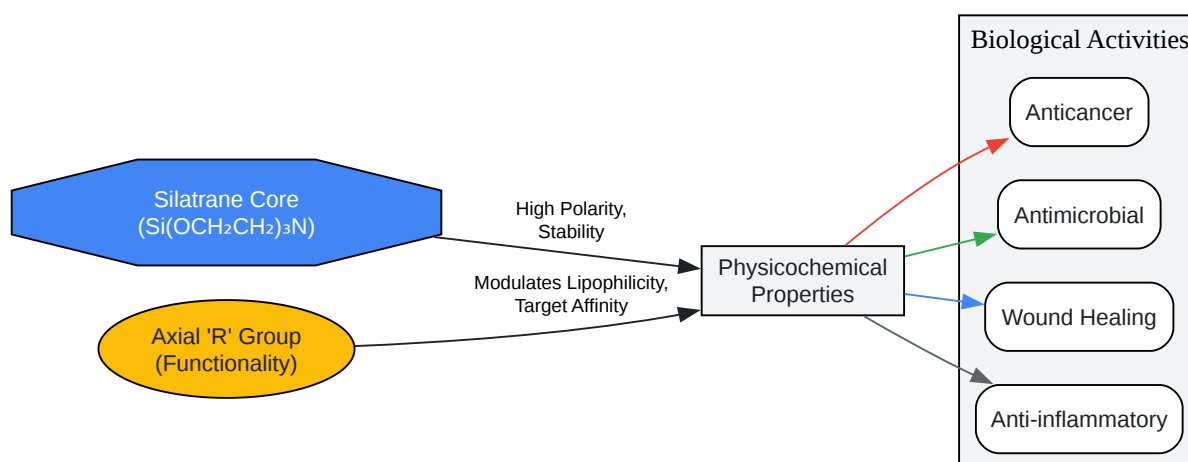 Biological Activities
Anticancer
Silatrane Core
(Si(OCH₂CH₂)₃N)
High Polarity,
Stability
Antimicrobial
Modulates Lipophilicity,
Target Affinity
Physicochemical
Properties
Wound Healing
Axial 'R' Group
(Functionality)
Anti-inflammatory